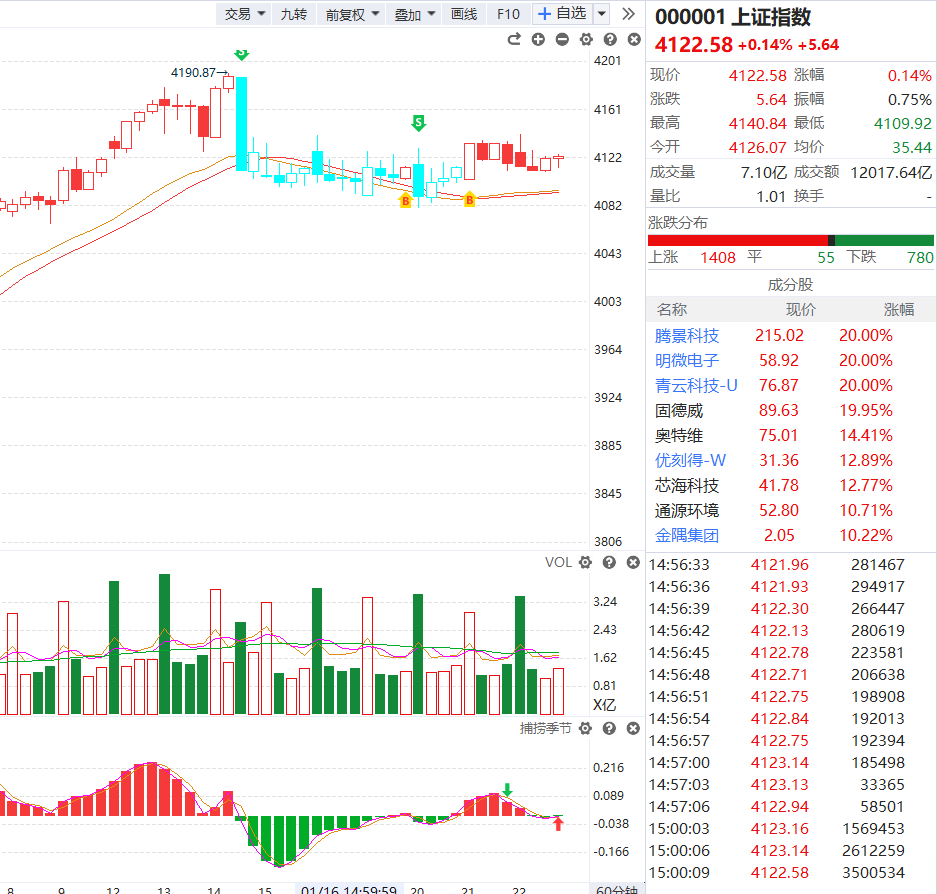 交易 九转 前复权 叠加 画线 F10 +自选
000001 上证指数
4122.58 +0.14% +5.64
现价 4122.58 涨幅 0.14%
涨跌 5.64 振幅 0.75%
最高 4140.84 最低 4109.92
今开 4126.07 均价 35.44
成交量 7.10亿 成交额 12017.64亿
量比 1.01 换手 -
涨跌分布
上涨 1408 平 55 下跌 780
成分股
名称 现价 涨幅
腾景科技 215.02 20.00%
明微电子 58.92 20.00%
青云科技-U 76.87 20.00%
固德威 89.63 19.95%
奥特维 75.01 14.41%
优刻得-W 31.36 12.89%
芯海科技 41.78 12.77%
通源环境 52.80 10.71%
金隅集团 2.05 10.22%
14:56:33 4121.96 281467
14:56:36 4121.93 294917
14:56:39 4122.30 266447
14:56:42 4122.13 280619
14:56:45 4122.78 223581
14:56:48 4122.71 206638
14:56:51 4122.75 198908
14:56:54 4122.84 192013
14:56:57 4122.75 192394
14:57:00 4123.14 185498
14:57:03 4123.13 33365
14:57:06 4122.94 58501
15:00:03 4123.16 1569453
15:00:06 4123.14 2612259
15:00:09 4122.58 3500534
4201
S
4190.87→
4161
S
4122
B B
4082
4043
4003
3964
3924
3885
3845
3806
VOL
3.24
2.43
1.62
0.81
X亿
捕捞季节
0.216
0.089
-0.038
-0.166
8 9 12 13 14 15 01/16 14:59:59 20 21 22 60分钟